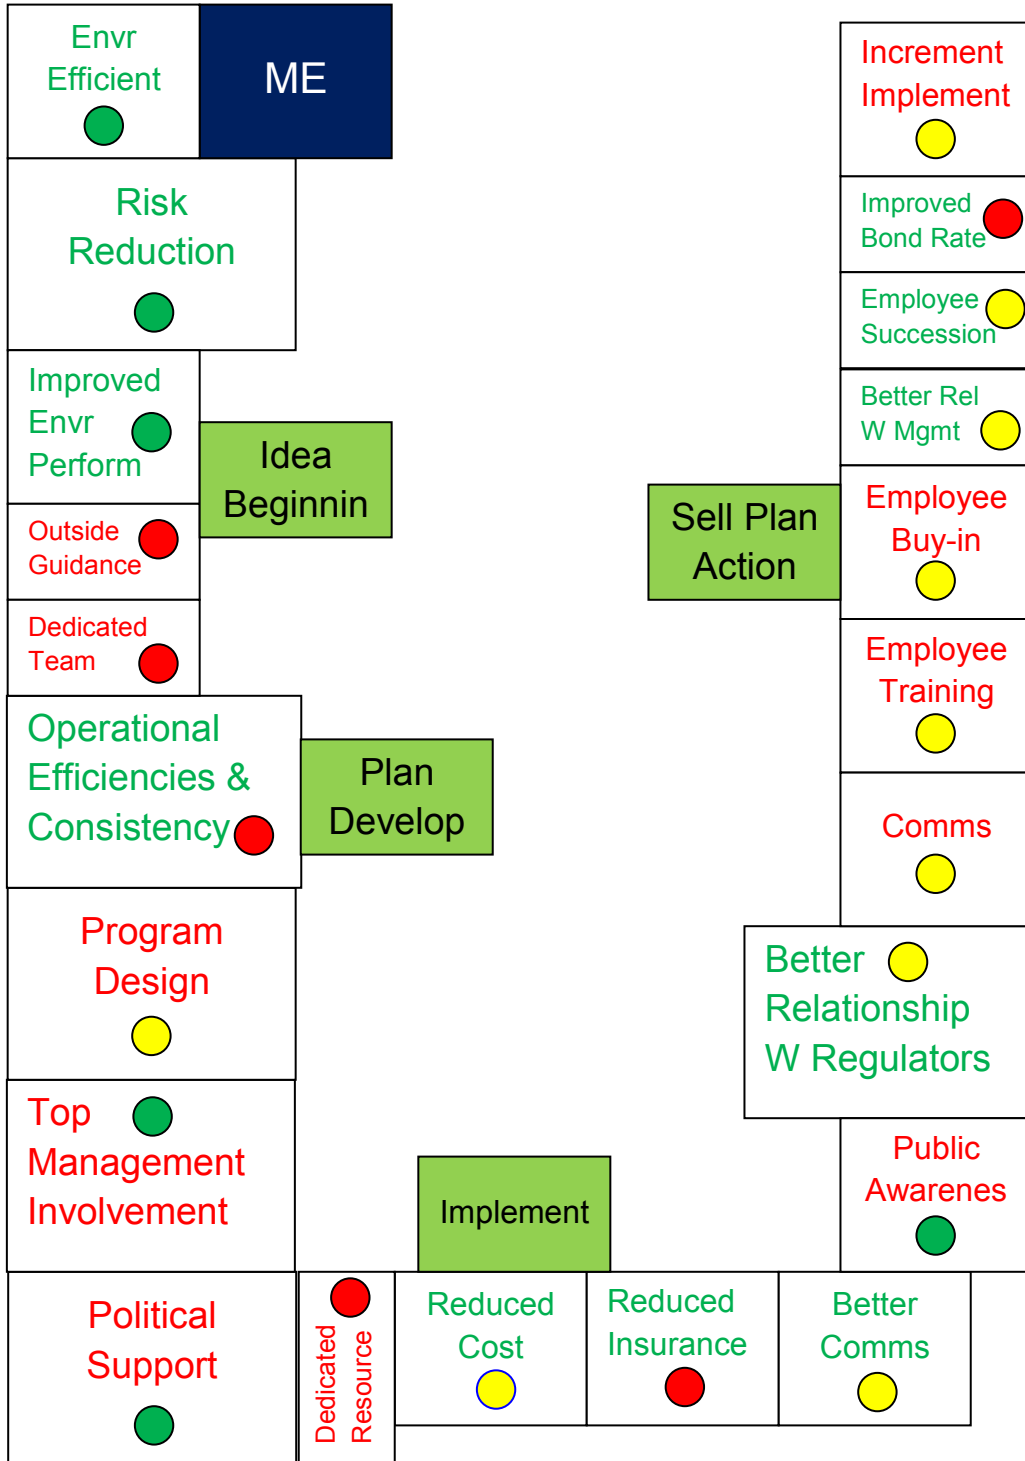 Envr
Efficient
ME
Risk
Reduction
Improved
Envr
Perform
Idea
Beginnin
Outside
Guidance
Dedicated
Team
Operational
Efficiencies &
Consistency
Plan
Develop
Program
Design
Top
Management
Involvement
Political
Support
Dedicated
Resource
Implement
Reduced
Cost
Reduced
Insurance
Better
Comms
Increment
Implement
Improved
Bond Rate
Employee
Succession
Better Rel
W Mgmt
Sell Plan
Action
Employee
Buy-in
Employee
Training
Comms
Better
Relationship
W Regulators
Public
Awarenes